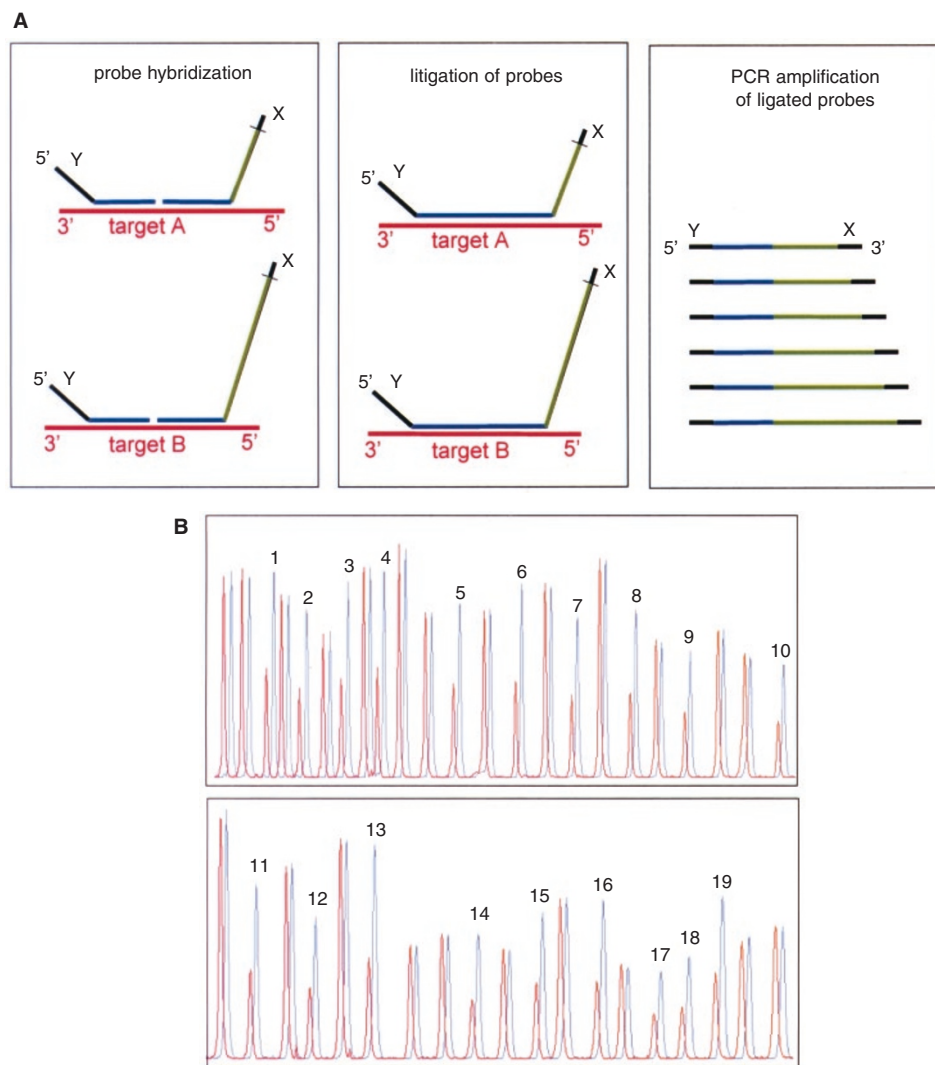 A
probe hybridization
X
5' Y
3' target A 5'
X
5' Y
3' target B 5'
litigation of probes
X
5' Y
3' target A 5'
X
5' Y
3' target B 5'
PCR amplification
of ligated probes
Y X
5' 3'
B
1 2 3 4 5 6 7 8 9 10
11 12 13 14 15 16 17 18 19